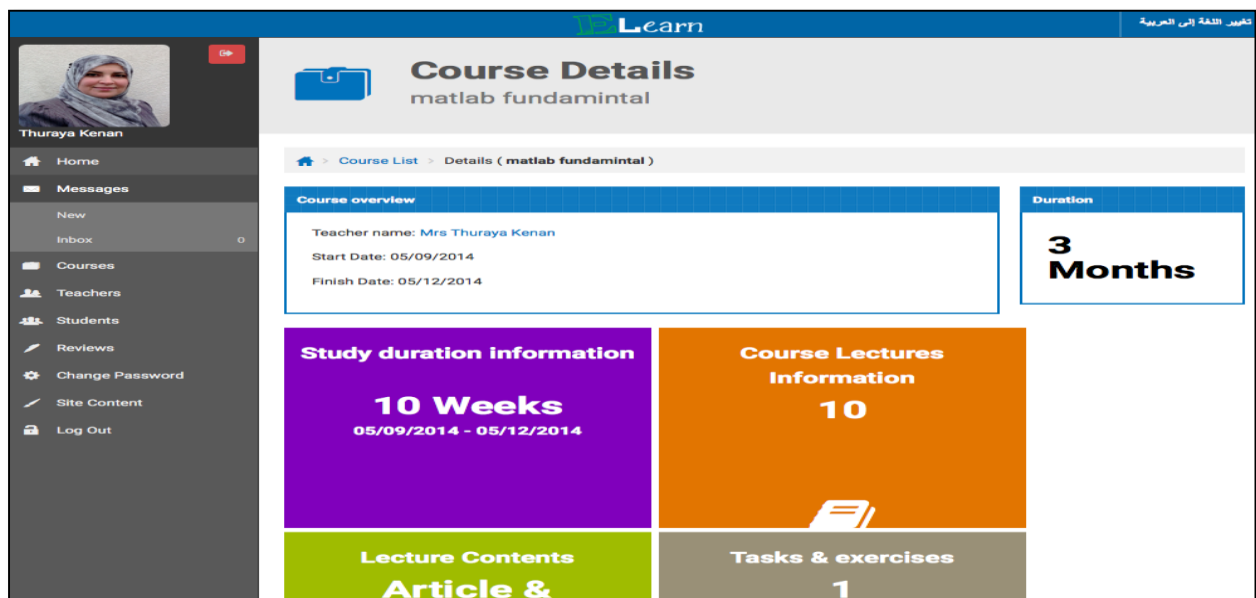 IELearn
تغيير اللغة إلى العربية
Thuraya Kenan
Home
Messages
New
Inbox 0
Courses
Teachers
Students
Reviews
Change Password
Site Content
Log Out
Course Details
matlab fundamintal
> Course List > Details ( matlab fundamintal )
Course overview
Teacher name: Mrs Thuraya Kenan
Start Date: 05/09/2014
Finish Date: 05/12/2014
Duration
3
Months
Study duration information
10 Weeks
05/09/2014 - 05/12/2014
Course Lectures
Information
10
Lecture Contents
Article &
Tasks & exercises
1